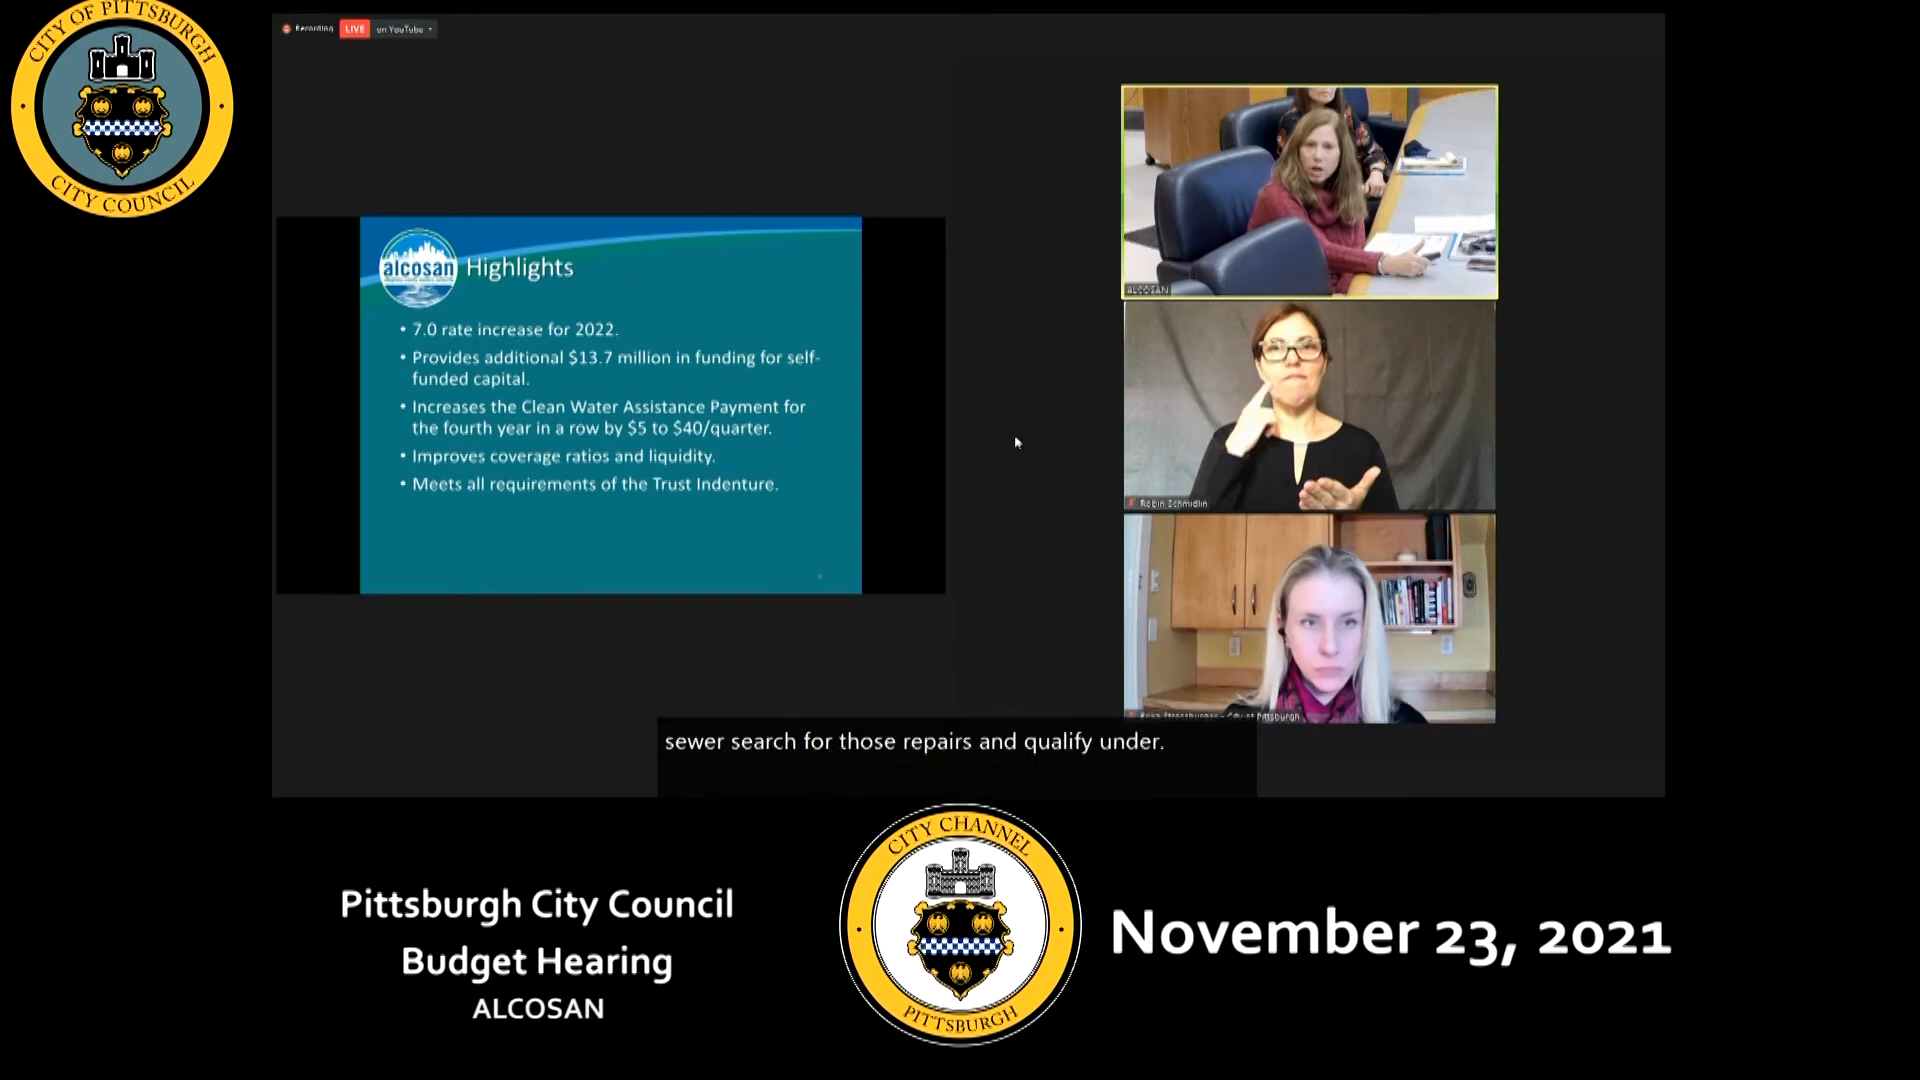 CITY OF PITTSBURGH
CITY COUNCIL
Recording LIVE on YouTube
alcosan Highlights
• 7.0 rate increase for 2022.
• Provides additional $13.7 million in funding for self-
funded capital.
• Increases the Clean Water Assistance Payment for
the fourth year in a row by $5 to $40/quarter.
• Improves coverage ratios and liquidity.
• Meets all requirements of the Trust Indenture.
ALCOSAN
Robin Schmidlin
City of Pittsburgh
sewer search for those repairs and qualify under.
Pittsburgh City Council
Budget Hearing
ALCOSAN
CITY CHANNEL
PITTSBURGH
November 23, 2021